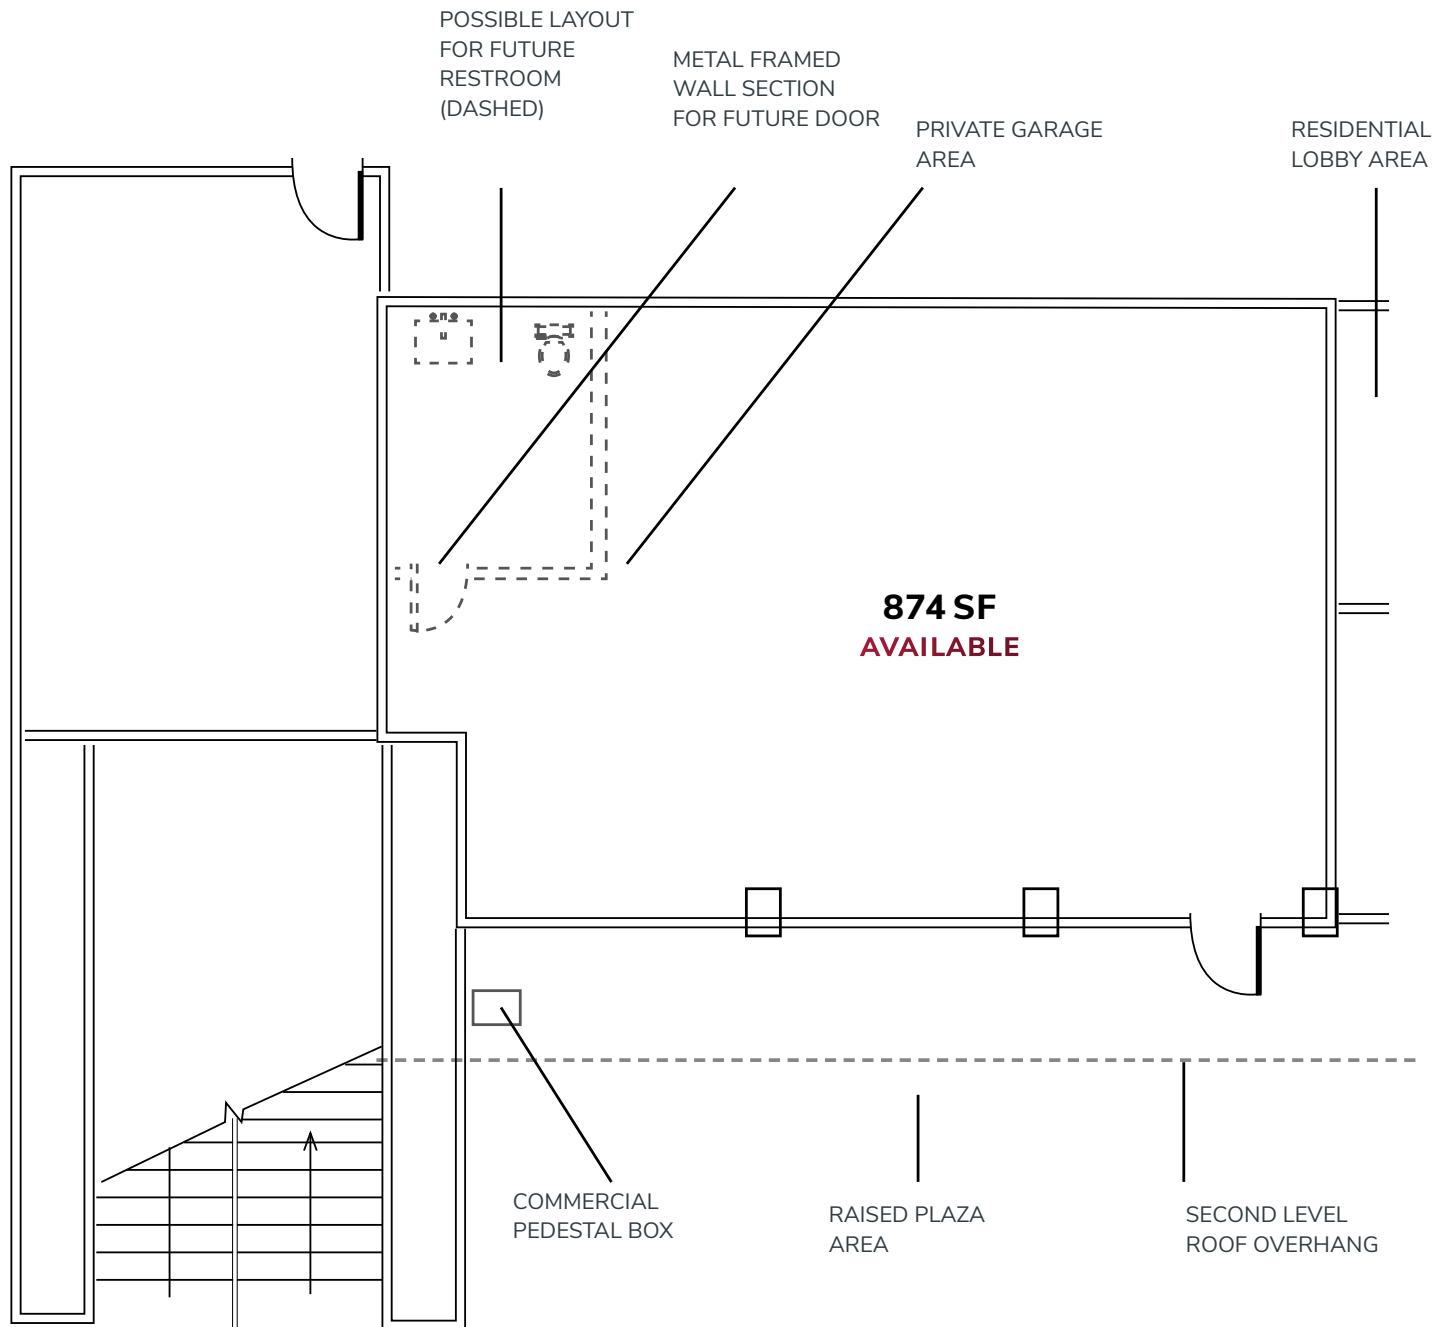 POSSIBLE LAYOUT
FOR FUTURE
RESTROOM
(DASHED)
METAL FRAMED
WALL SECTION
FOR FUTURE DOOR
PRIVATE GARAGE
AREA
RESIDENTIAL
LOBBY AREA
874 SF
AVAILABLE
COMMERCIAL
PEDESTAL BOX
RAISED PLAZA
AREA
SECOND LEVEL
ROOF OVERHANG